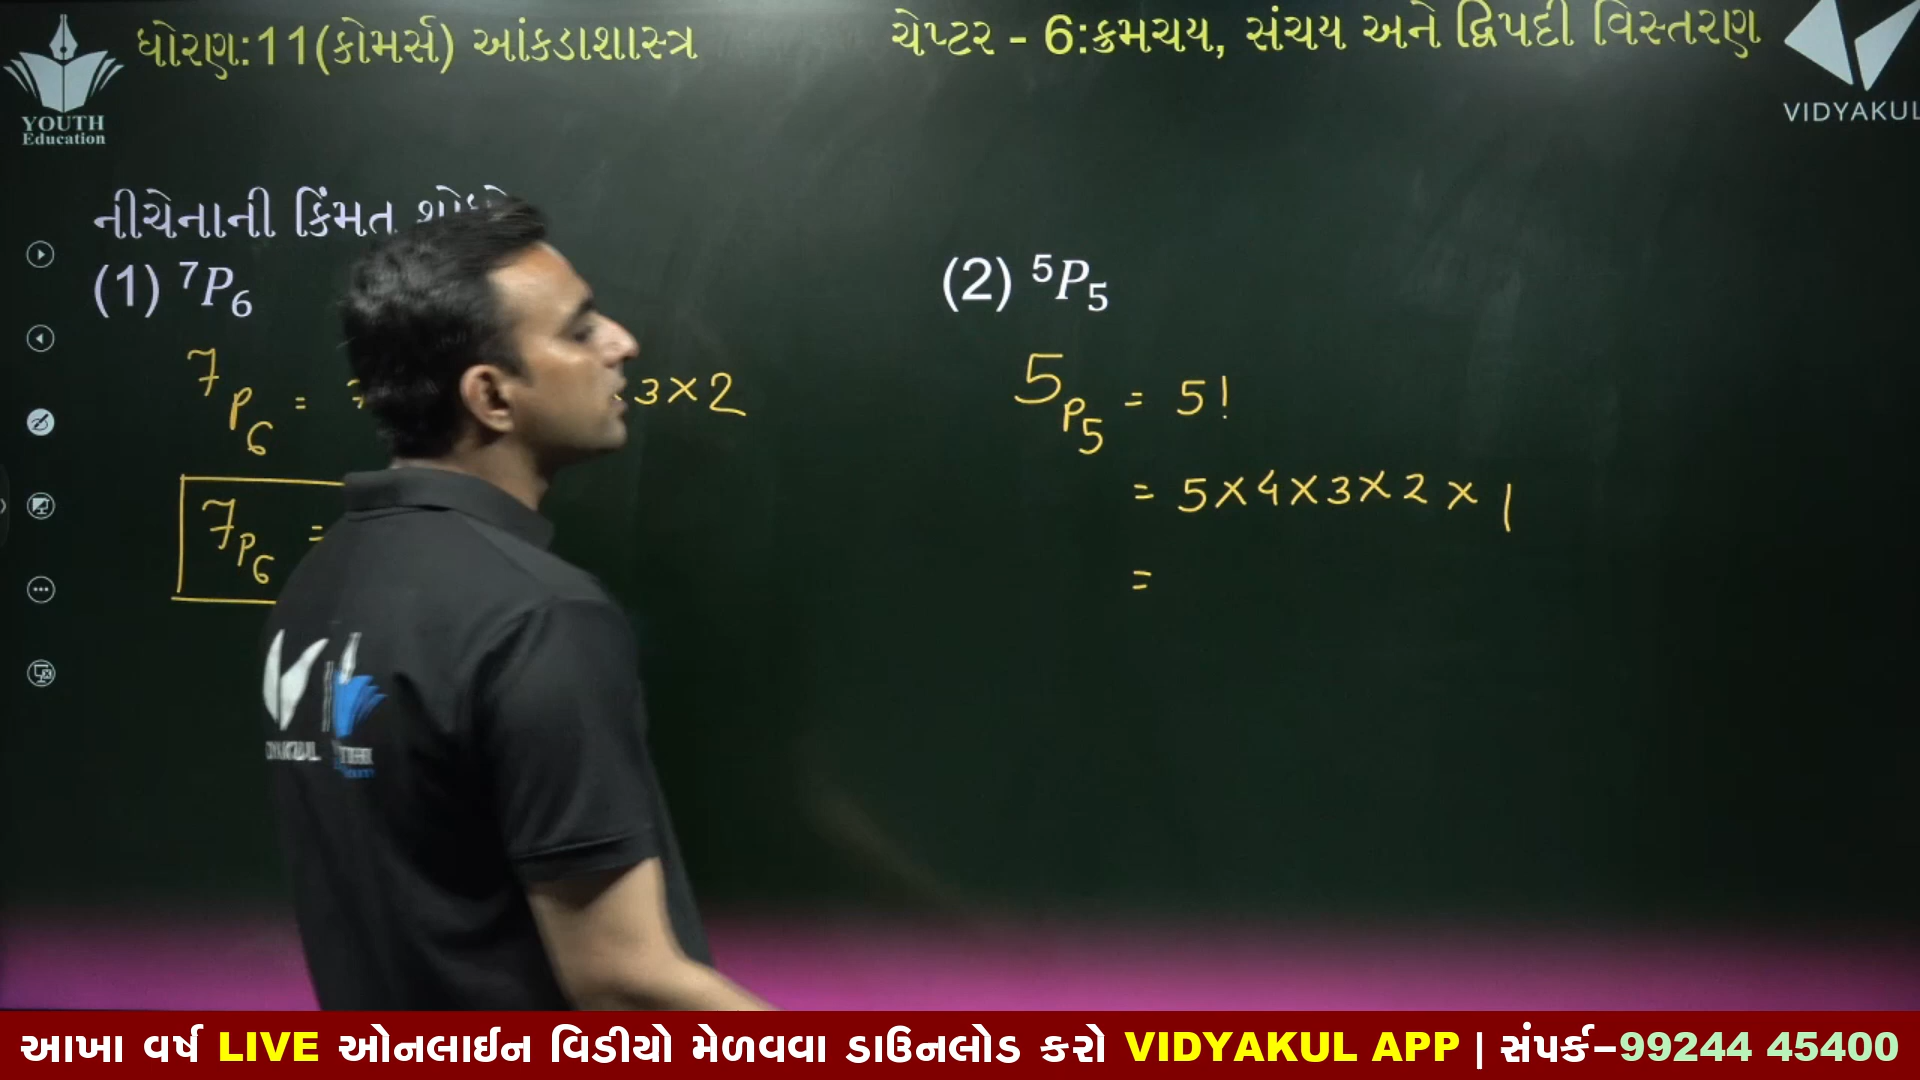 YOUTH
Education
ધોરણ:11(કોમર્સ) આંકડાશાસ્ત્ર
ચેપ્ટર - 6:ક્રમચય, સંચય અને દ્વિપદી વિસ્તરણ
VIDYAKUL
નીચેનાની કિંમત
(1) ⁷P₆
7P6 = 3 × 2
7P6 =
(2) ⁵P₅
5P5 = 5!
= 5 × 4 × 3 × 2 × 1
=
આખા વર્ષ LIVE ઓનલાઈન વિડીયો મેળવવા ડાઉનલોડ કરો VIDYAKUL APP | સંપર્ક-99244 45400